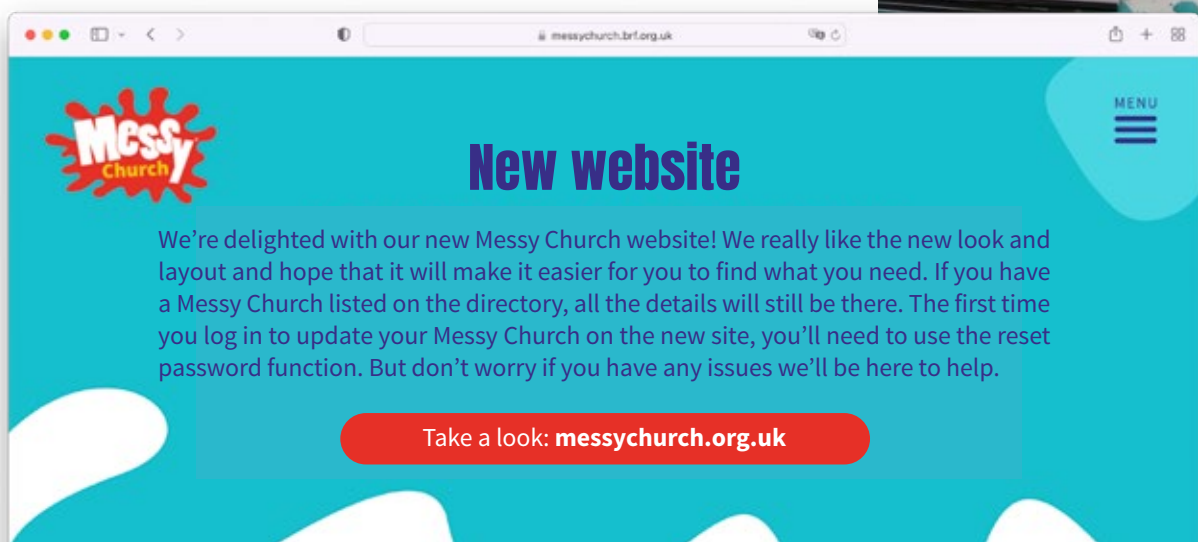 messychurch.brf.org.uk
MENU
Messy
Church
New website
We’re delighted with our new Messy Church website! We really like the new look and
layout and hope that it will make it easier for you to find what you need. If you have
a Messy Church listed on the directory, all the details will still be there. The first time
you log in to update your Messy Church on the new site, you’ll need to use the reset
password function. But don’t worry if you have any issues we’ll be here to help.
Take a look: messychurch.org.uk